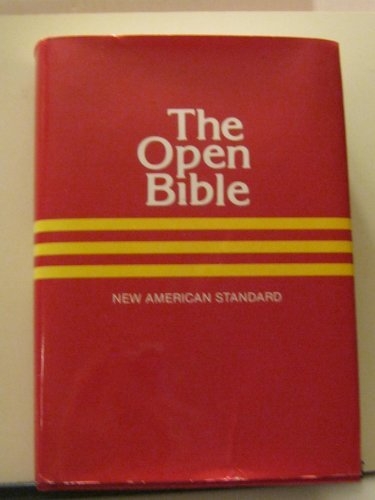 The
Open
Bible
NEW AMERICAN STANDARD